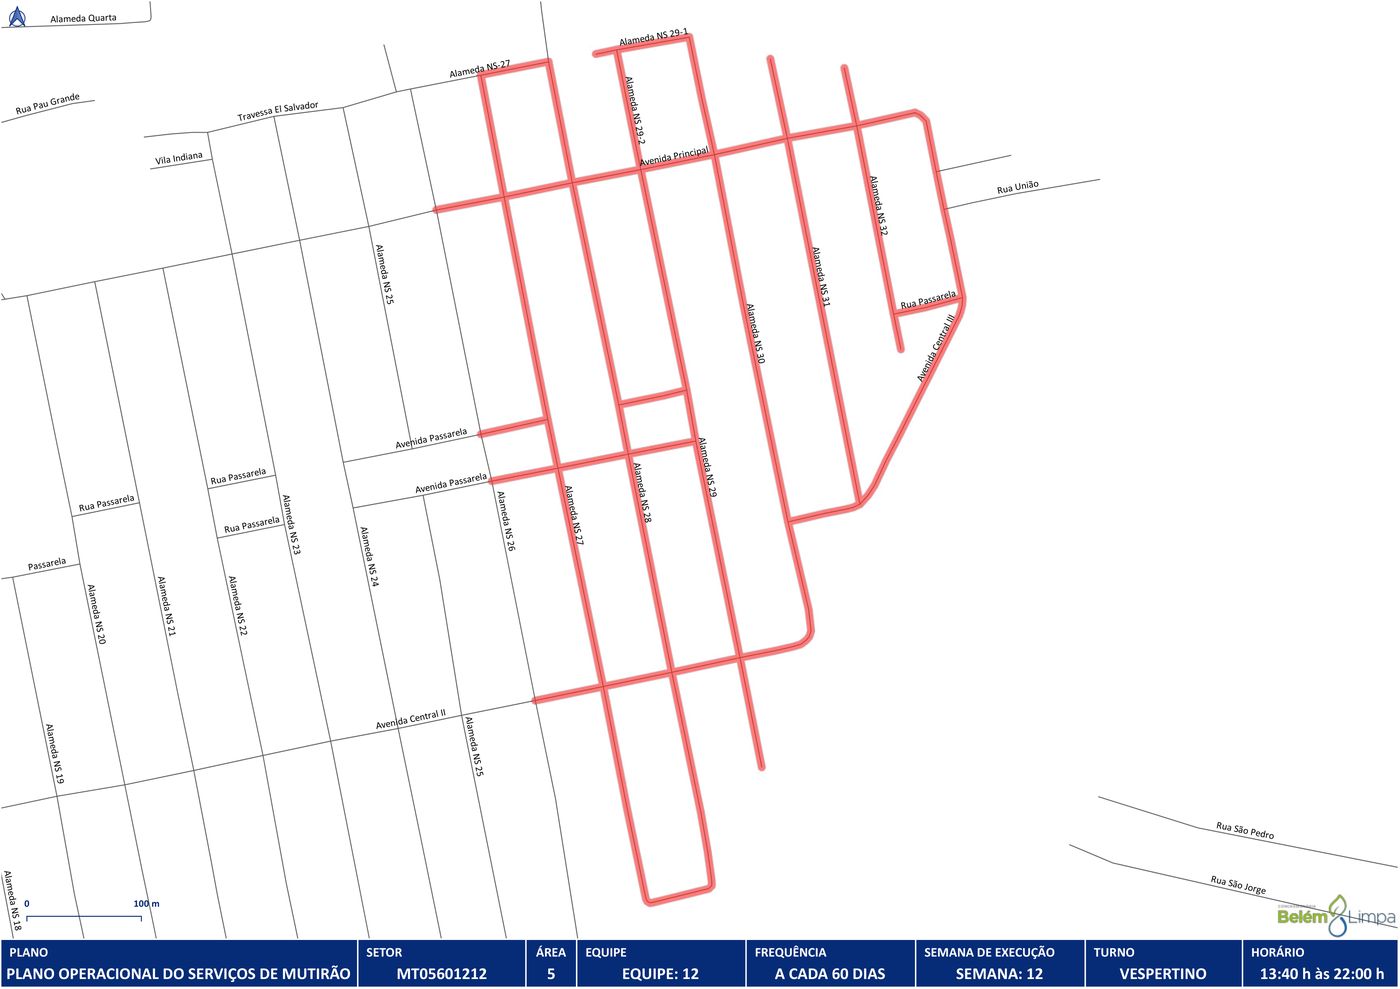 Alameda Quarta
Rua Pau Grande
Vila Indiana
Travessa El Salvador
Alameda NS-27
Alameda NS 29-1
Alameda NS 29-2
Avenida Principal
Rua União
Alameda NS 32
Alameda NS 31
Alameda NS 30
Rua Passarela
Avenida Central III
Alameda NS 25
Avenida Passarela
Avenida Passarela
Rua Passarela
Rua Passarela
Rua Passarela
Passarela
Alameda NS 29
Alameda NS 28
Alameda NS 27
Alameda NS 26
Alameda NS 24
Alameda NS 23
Alameda NS 22
Alameda NS 21
Alameda NS 20
Alameda NS 19
Alameda NS 18
Avenida Central II
Alameda NS 25
Rua São Pedro
Rua São Jorge
0 100 m
CONCESSIONÁRIA
Belém Limpa
PLANO
PLANO OPERACIONAL DO SERVIÇOS DE MUTIRÃO
SETOR
MT05601212
ÁREA
5
EQUIPE
EQUIPE: 12
FREQUÊNCIA
A CADA 60 DIAS
SEMANA DE EXECUÇÃO
SEMANA: 12
TURNO
VESPERTINO
HORÁRIO
13:40 h às 22:00 h